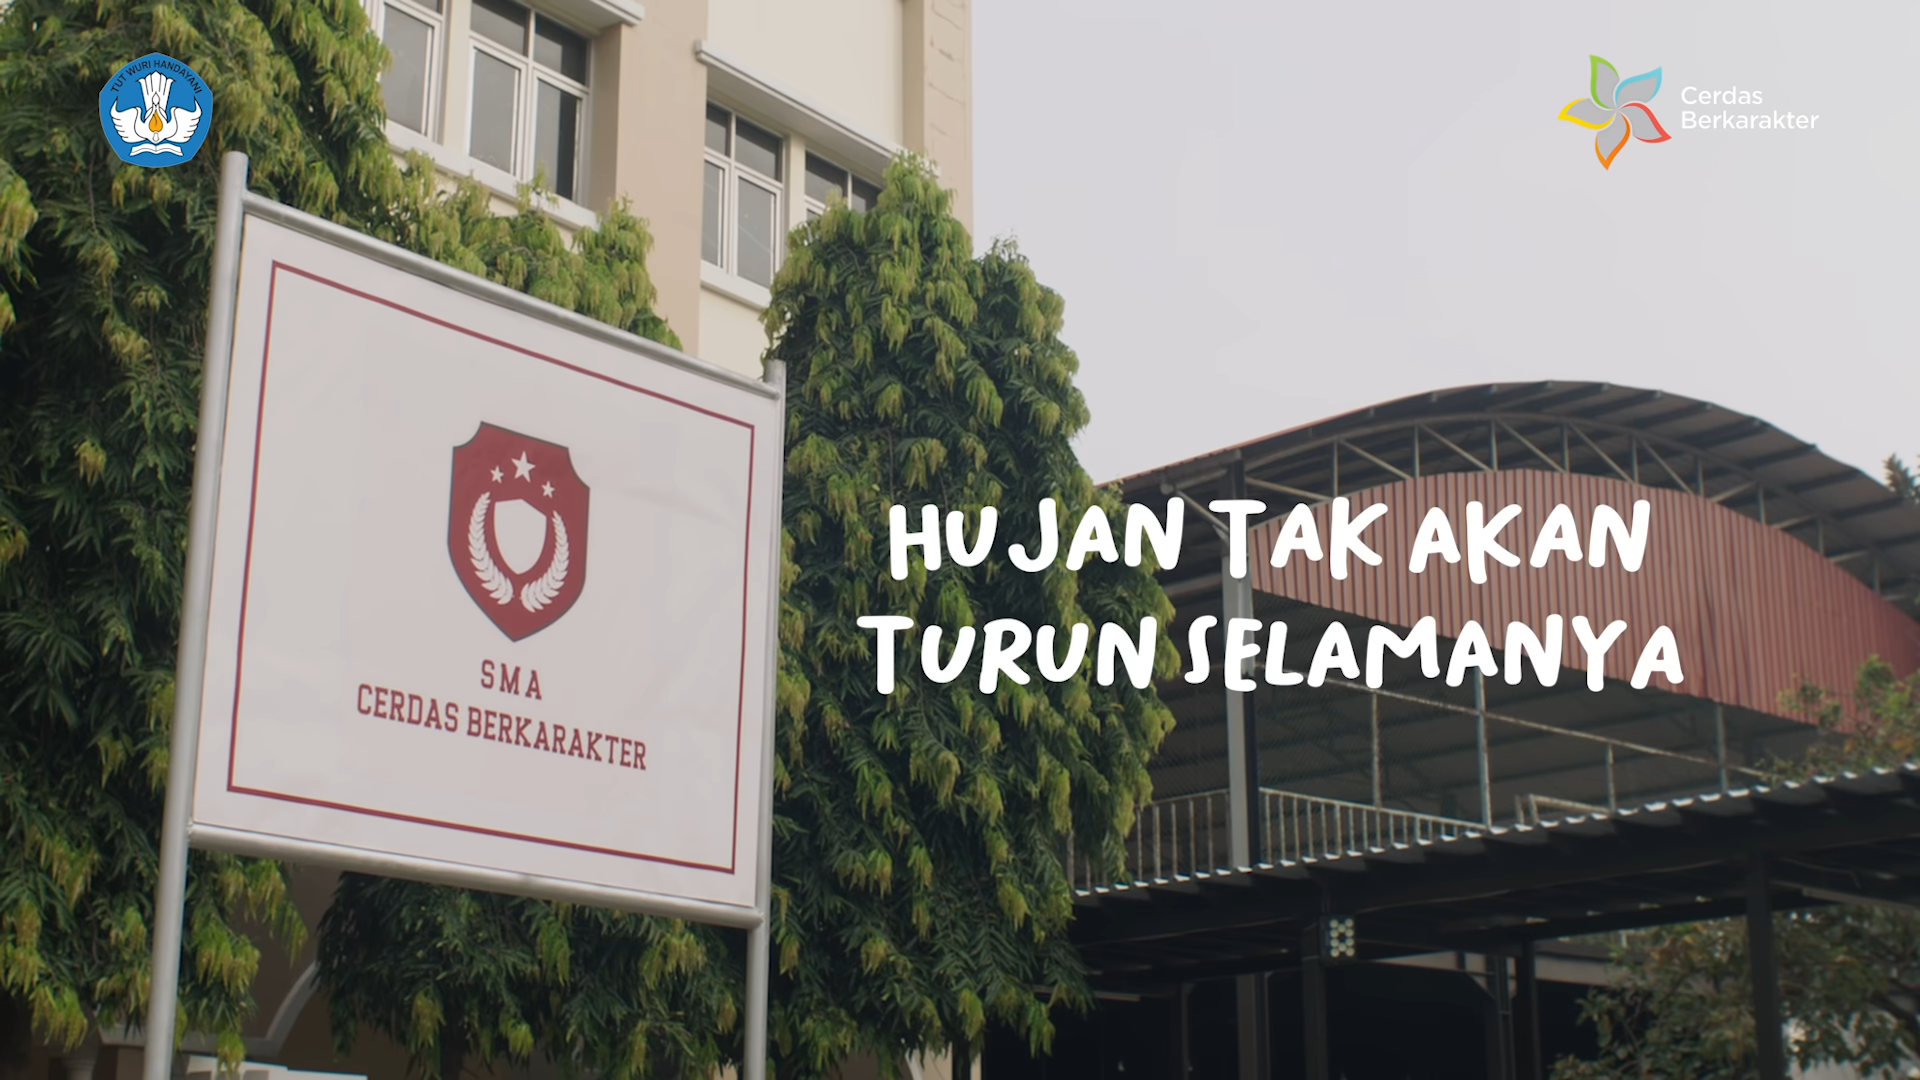 TUT WURI HANDAYANI
Cerdas
Berkarakter
HUJAN TAK AKAN
TURUN SELAMANYA
SMA
CERDAS BERKARAKTER